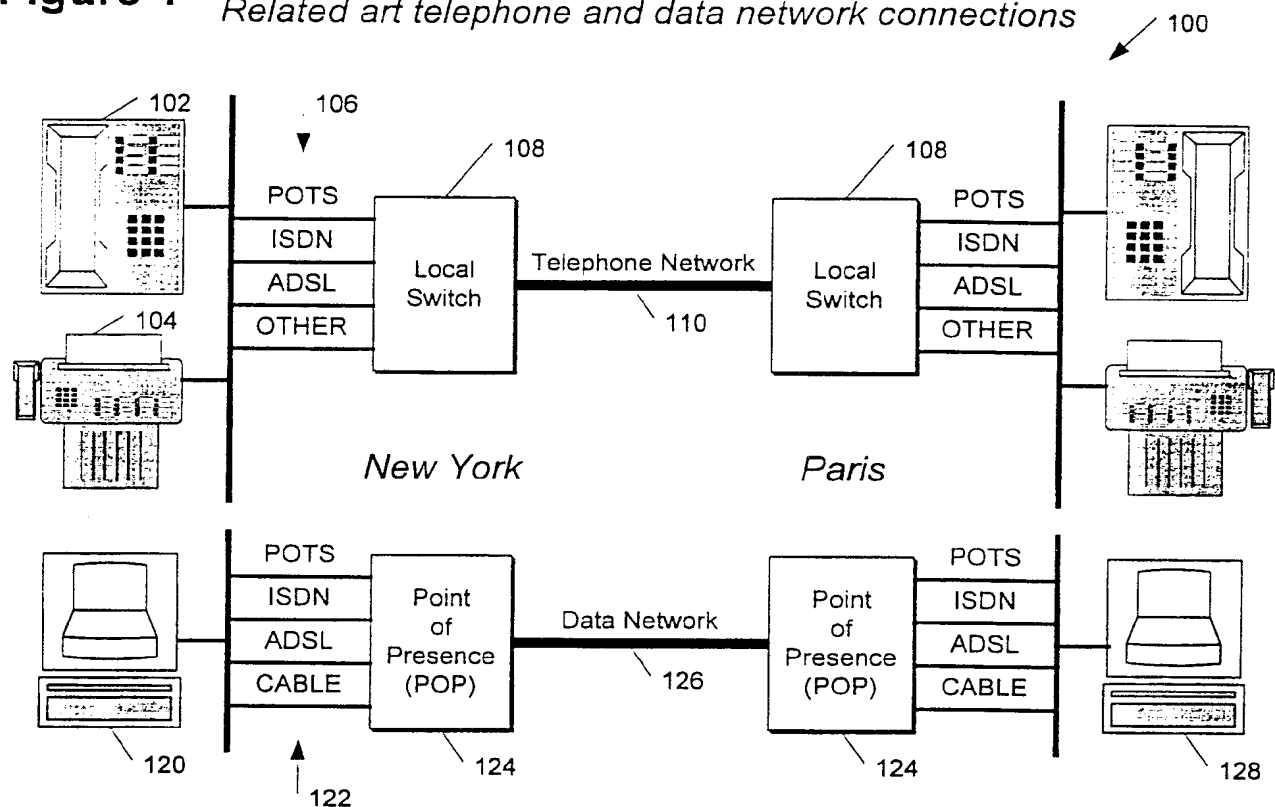 Related art telephone and data network connections
100
102
106
108
108
POTS
ISDN
ADSL
OTHER
Local
Switch
Telephone Network
110
Local
Switch
POTS
ISDN
ADSL
OTHER
104
New York
Paris
POTS
ISDN
ADSL
CABLE
Point
of
Presence
(POP)
Data Network
126
Point
of
Presence
(POP)
POTS
ISDN
ADSL
CABLE
120
122
124
124
128